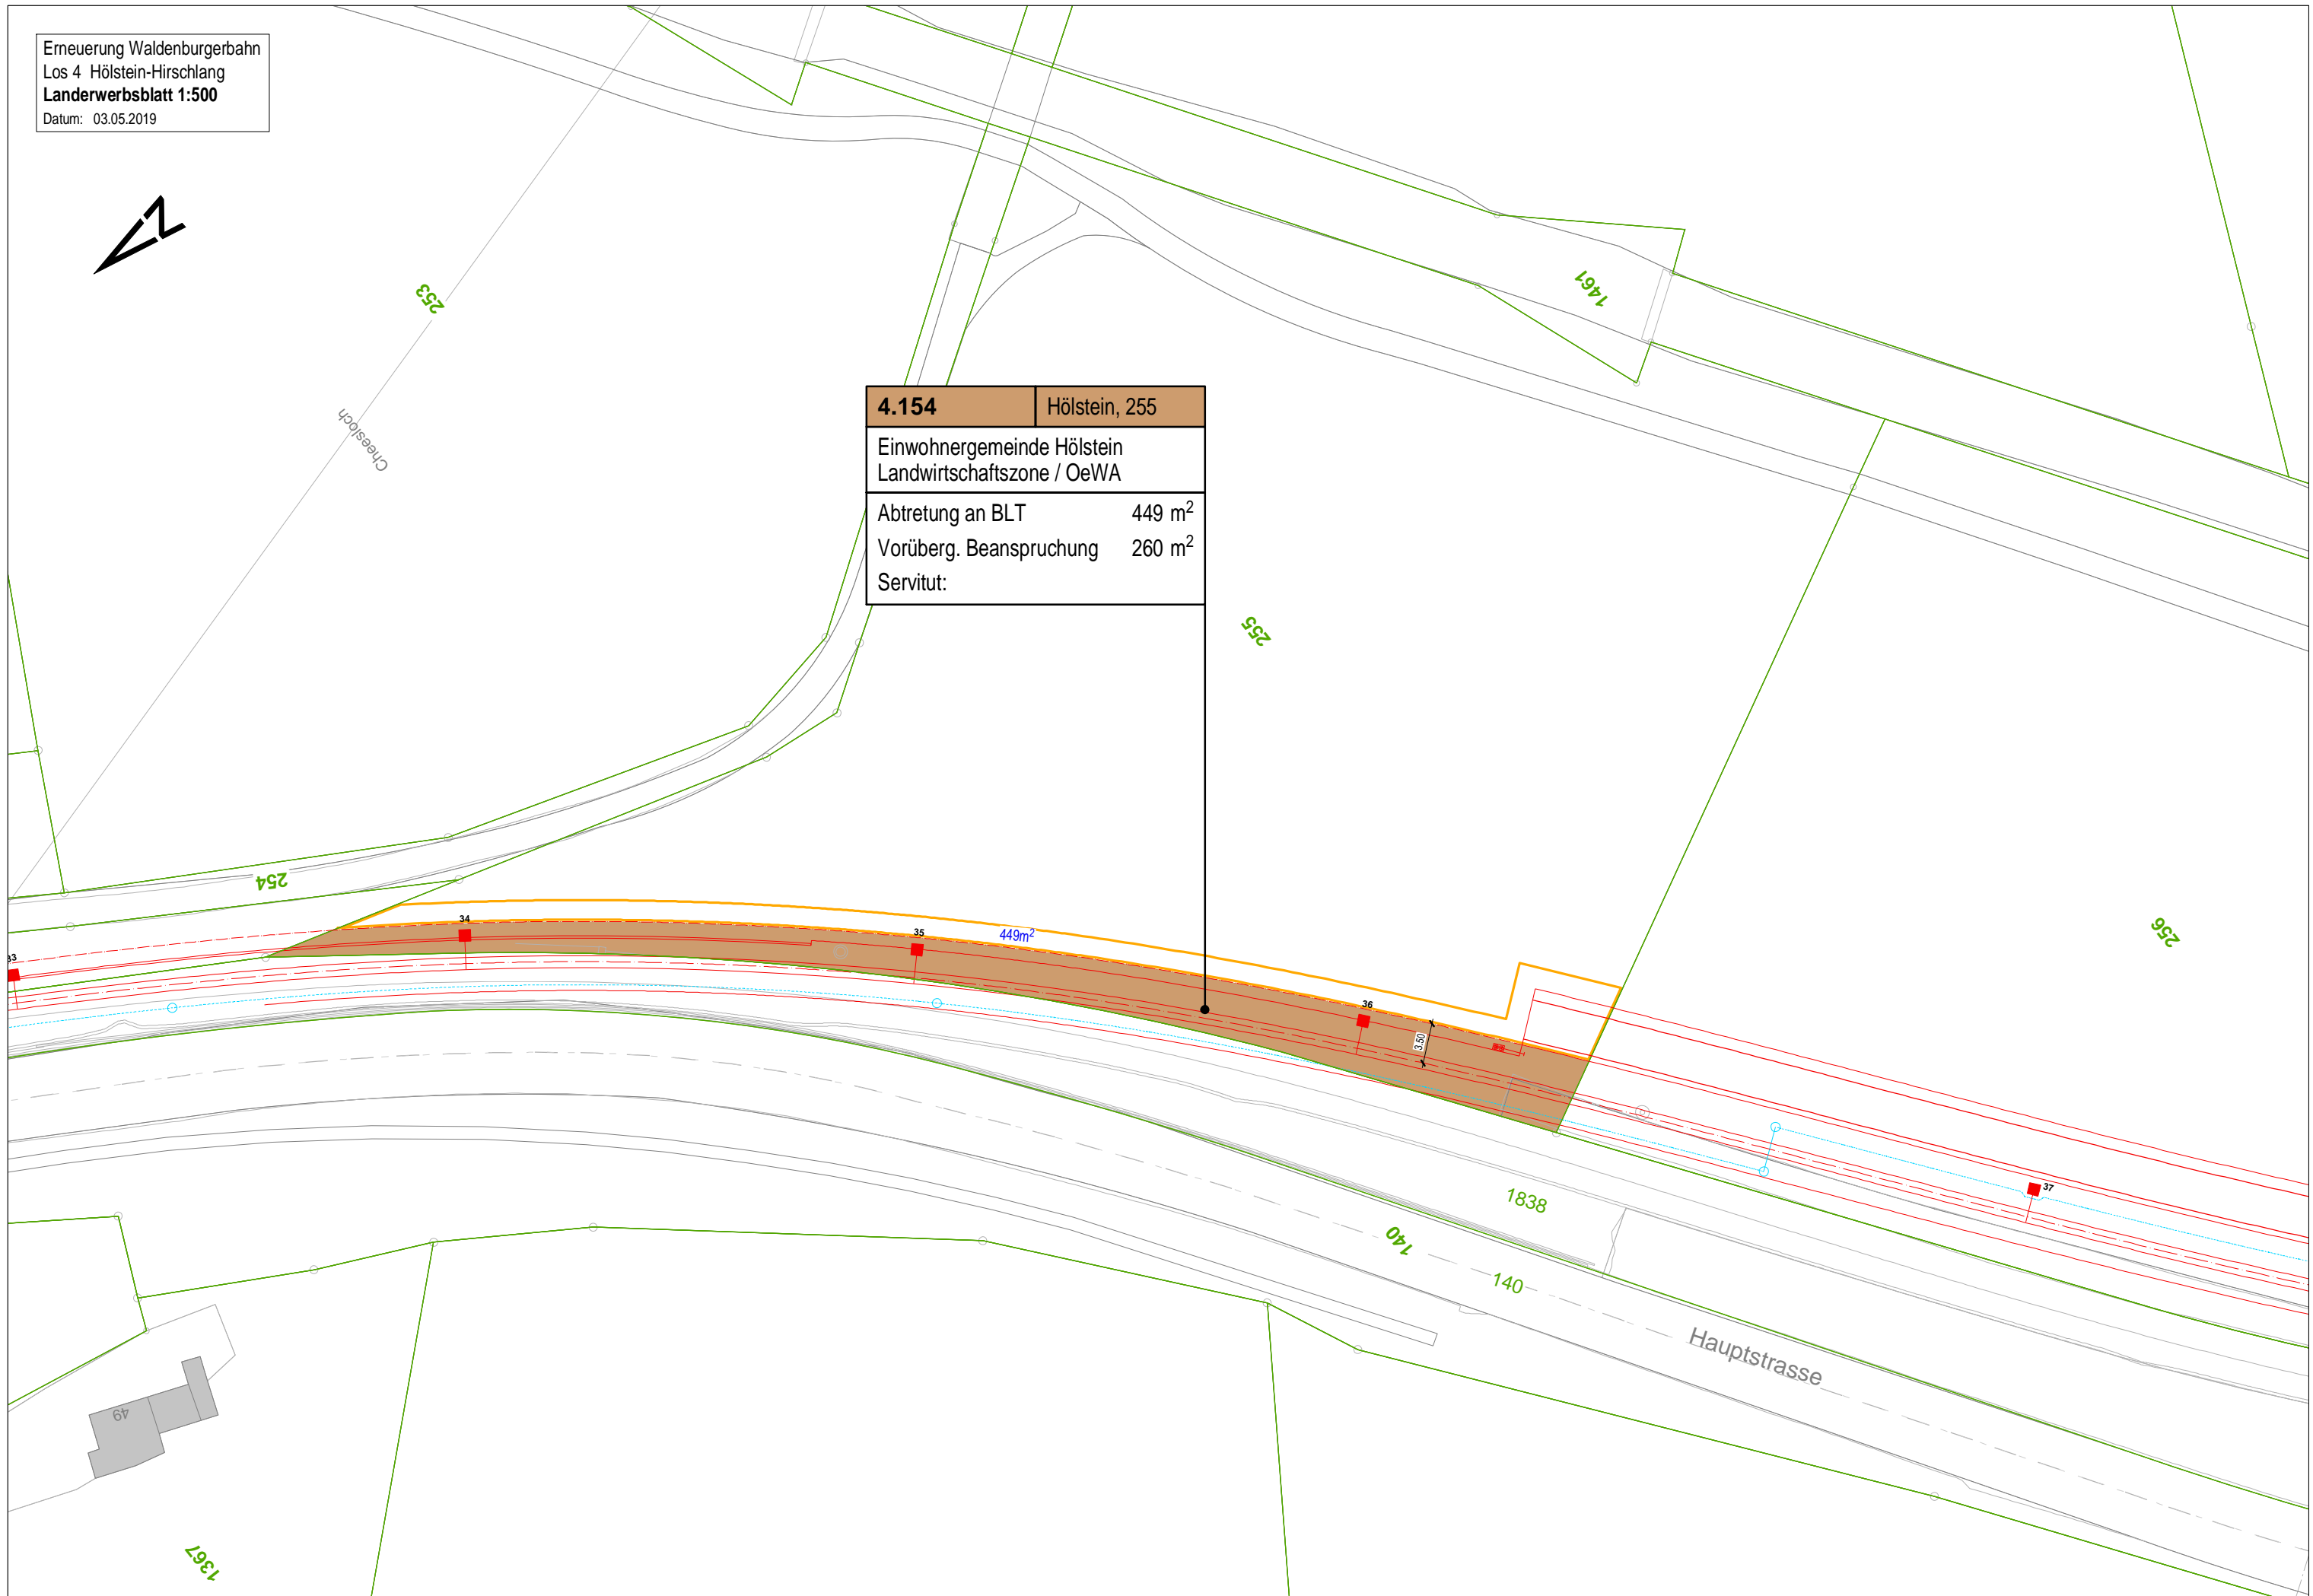 Erneuerung Waldenburgerbahn
Los 4 Hölstein-Hirschlang
Landerwerbsblatt 1:500
Datum: 03.05.2019
253
1461
Cheesloch
4.154 Hölstein, 255
Einwohnergemeinde Hölstein
Landwirtschaftszone / OeWA
Abtretung an BLT 449 m²
Vorüberg. Beanspruchung 260 m²
Servitut:
255
254
256
33
34
35
449m²
36
3.50
37
1838
140
140
Hauptstrasse
49
1367